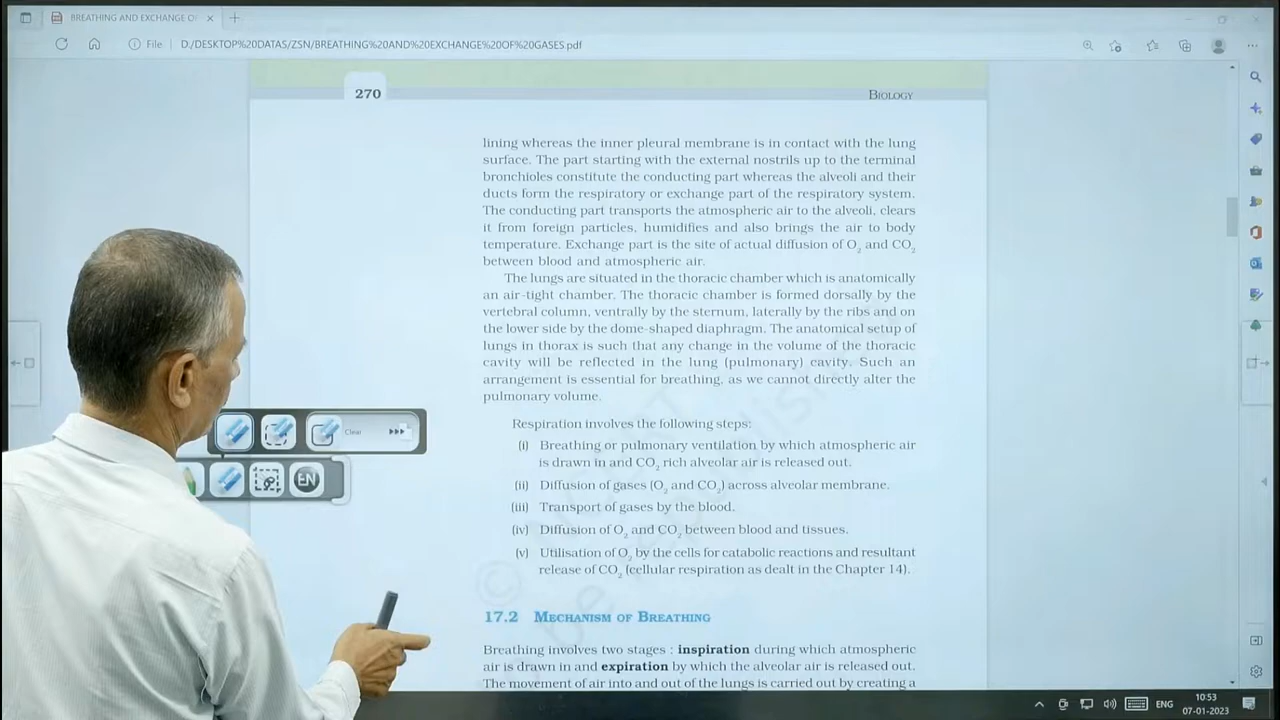 BREATHING AND EXCHANGE OF
File
D:/DESKTOP%20DATAS/ZSN/BREATHING%20AND%20EXCHANGE%20OF%20GASES.pdf
270
BIOLOGY
lining whereas the inner pleural membrane is in contact with the lung
surface. The part starting with the external nostrils up to the terminal
bronchioles constitute the conducting part whereas the alveoli and their
ducts form the respiratory or exchange part of the respiratory system.
The conducting part transports the atmospheric air to the alveoli, clears
it from foreign particles, humidifies and also brings the air to body
temperature. Exchange part is the site of actual diffusion of O₂ and CO₂
between blood and atmospheric air.
The lungs are situated in the thoracic chamber which is anatomically
an air-tight chamber. The thoracic chamber is formed dorsally by the
vertebral column, ventrally by the sternum, laterally by the ribs and on
the lower side by the dome-shaped diaphragm. The anatomical setup of
lungs in thorax is such that any change in the volume of the thoracic
cavity will be reflected in the lung (pulmonary) cavity. Such an
arrangement is essential for breathing, as we cannot directly alter the
pulmonary volume.
Respiration involves the following steps:
(i) Breathing or pulmonary ventilation by which atmospheric air
is drawn in and CO₂ rich alveolar air is released out.
(ii) Diffusion of gases (O₂ and CO₂) across alveolar membrane.
(iii) Transport of gases by the blood.
(iv) Diffusion of O₂ and CO₂ between blood and tissues.
(v) Utilisation of O₂ by the cells for catabolic reactions and resultant
release of CO₂ (cellular respiration as dealt in the Chapter 14).
17.2 MECHANISM OF BREATHING
Breathing involves two stages : inspiration during which atmospheric
air is drawn in and expiration by which the alveolar air is released out.
The movement of air into and out of the lungs is carried out by creating a
Clear
EN
ENG
10:53
07-01-2023